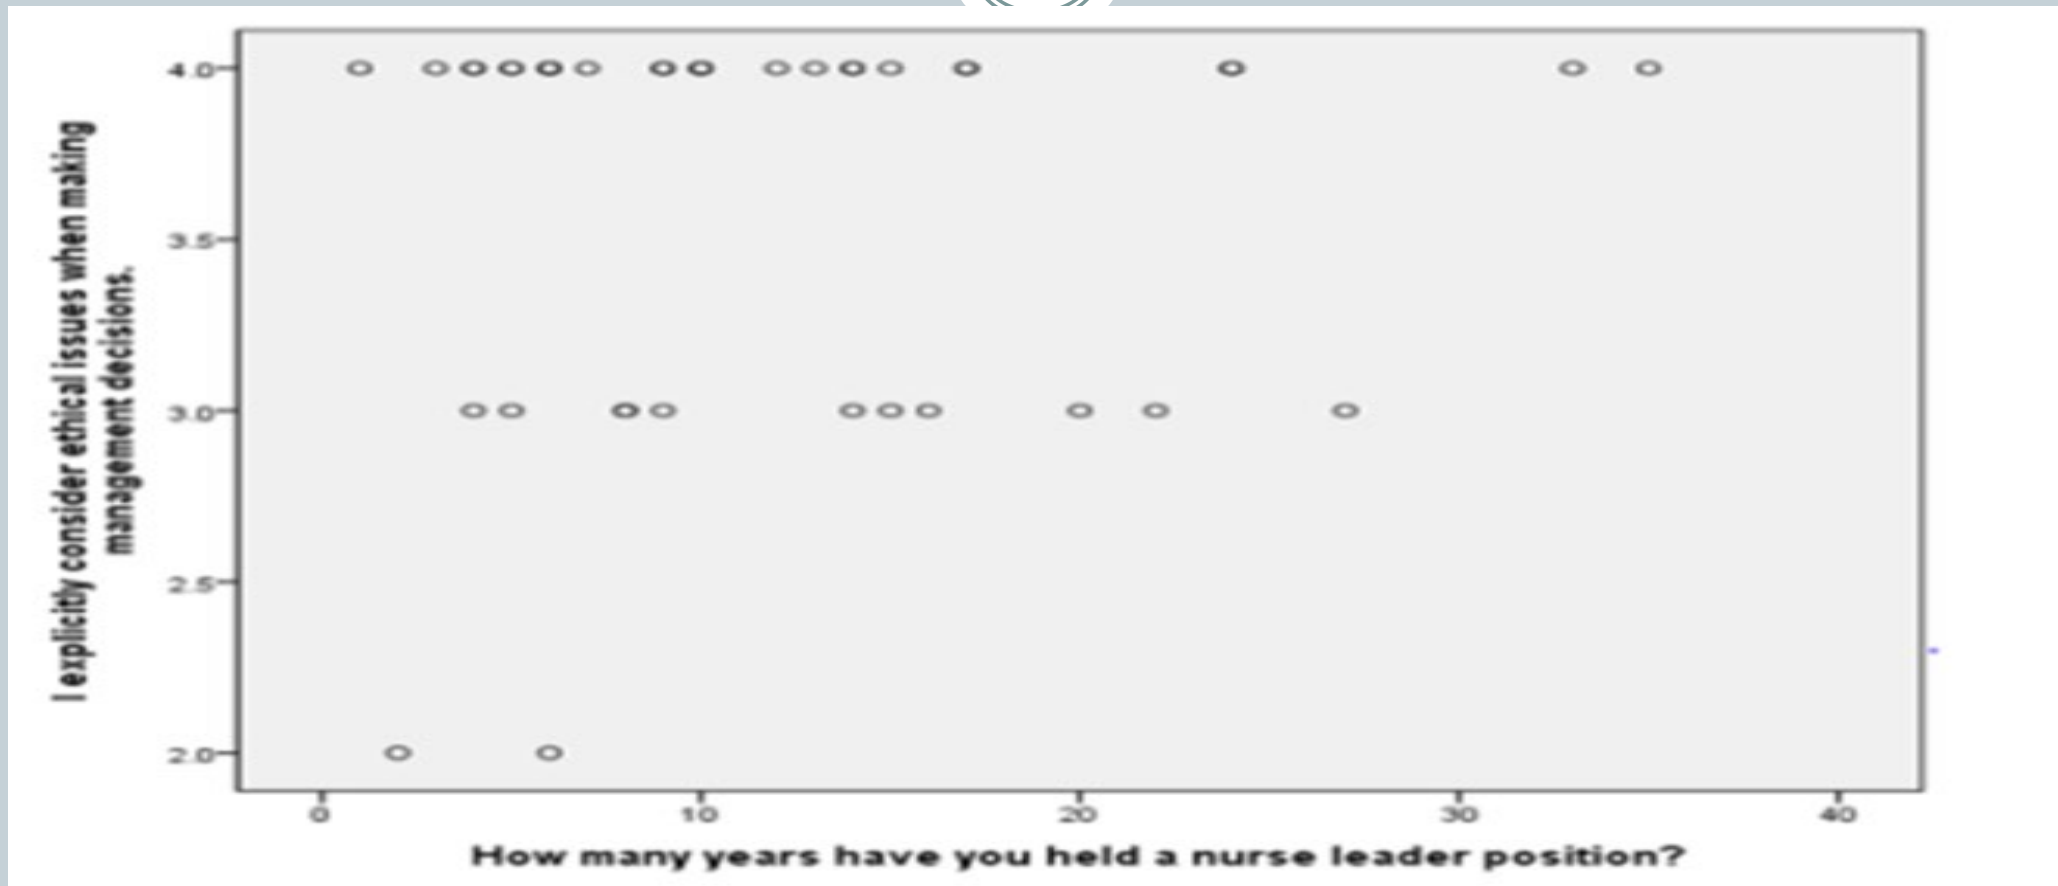 I explicitly consider ethical issues when making
management decisions.
4.0
3.5
3.0
2.5
2.0
0 10 20 30 40
How many years have you held a nurse leader position?